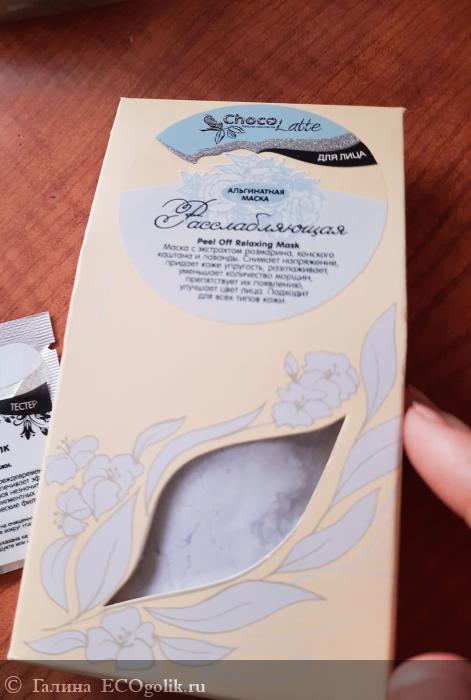 Choco Latte
ДЛЯ ЛИЦА
АЛЬГИНАТНАЯ
МАСКА
Расслабляющая
Peel Off Relaxing Mask
Маска с экстрактом розмарина, конского
каштана и лаванды. Снимает напряжение,
придает коже упругость, разглаживает,
уменьшает количество морщин,
препятствует их появлению,
улучшает цвет лица. Подходит
для всех типов кожи.
ТЕСТЕР
© Галина ECOgolik.ru